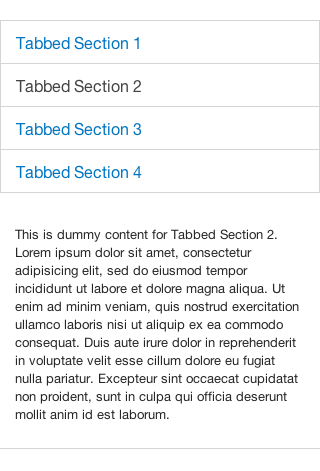 Tabbed Section 1
Tabbed Section 2
Tabbed Section 3
Tabbed Section 4
This is dummy content for Tabbed Section 2.
Lorem ipsum dolor sit amet, consectetur
adipisicing elit, sed do eiusmod tempor
incididunt ut labore et dolore magna aliqua. Ut
enim ad minim veniam, quis nostrud exercitation
ullamco laboris nisi ut aliquip ex ea commodo
consequat. Duis aute irure dolor in reprehenderit
in voluptate velit esse cillum dolore eu fugiat
nulla pariatur. Excepteur sint occaecat cupidatat
non proident, sunt in culpa qui officia deserunt
mollit anim id est laborum.